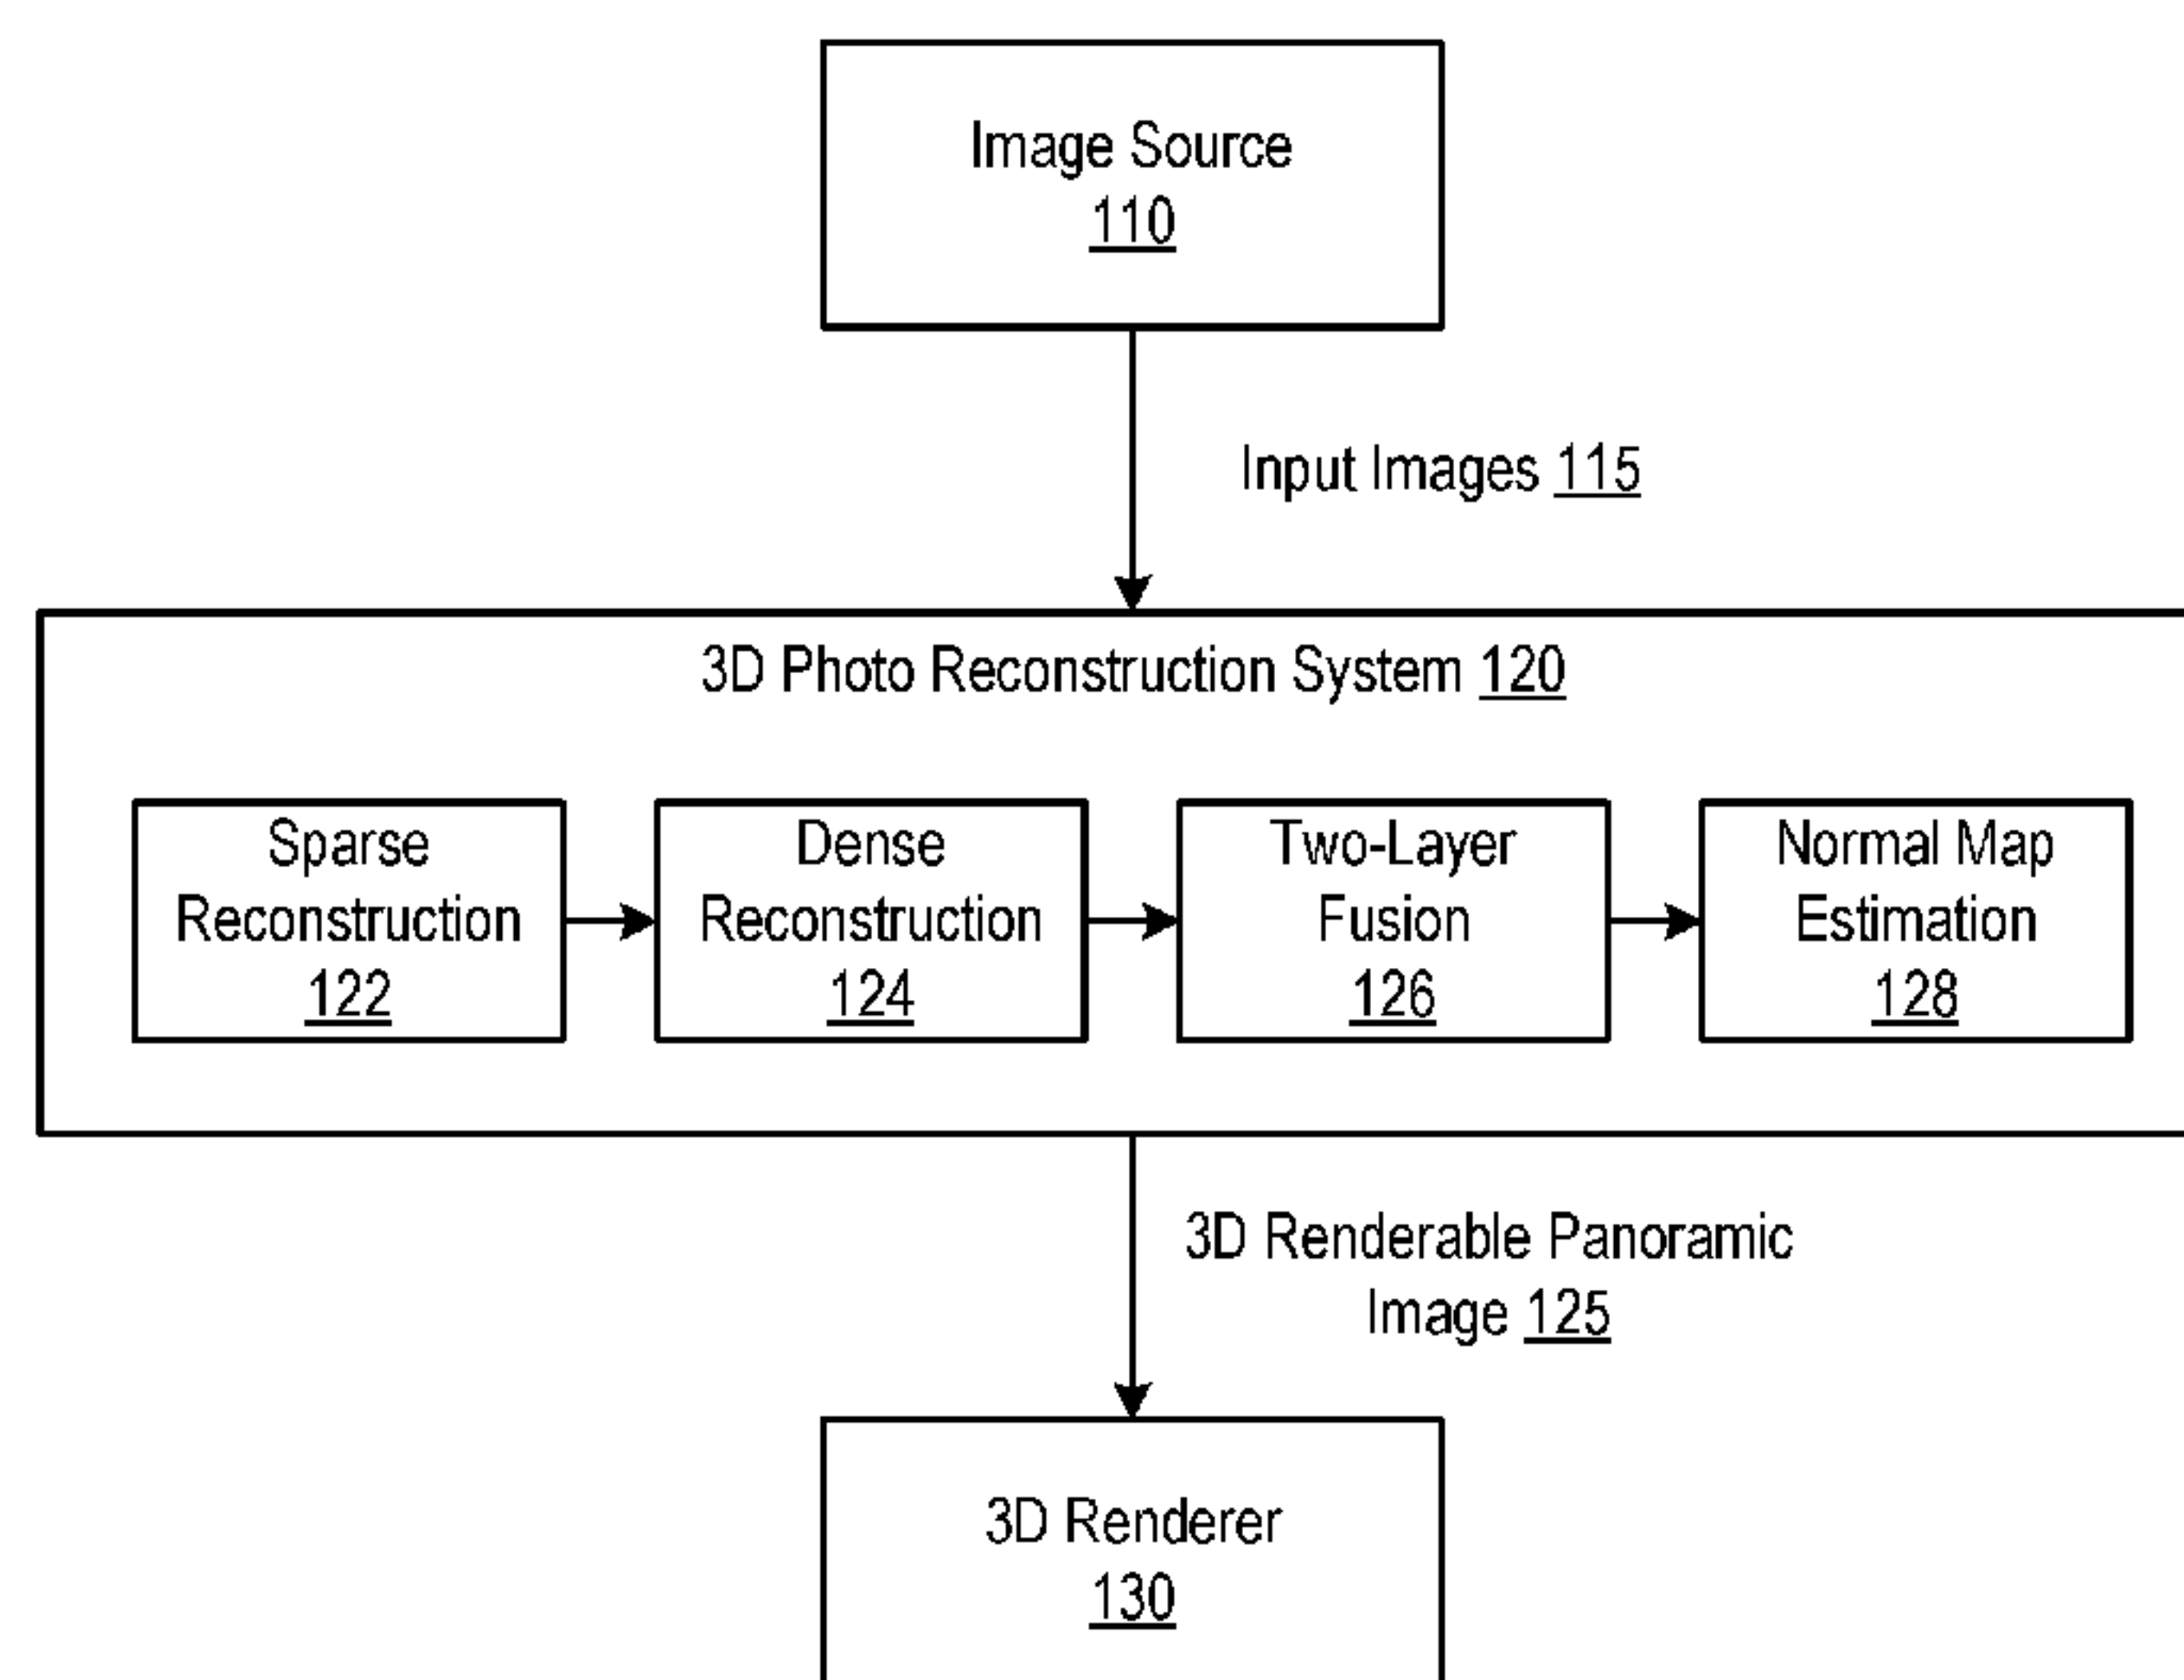 Image Source
110
Input Images 115
3D Photo Reconstruction System 120
Sparse
Reconstruction
122
Dense
Reconstruction
124
Two-Layer
Fusion
126
Normal Map
Estimation
128
3D Renderable Panoramic
Image 125
3D Renderer
130